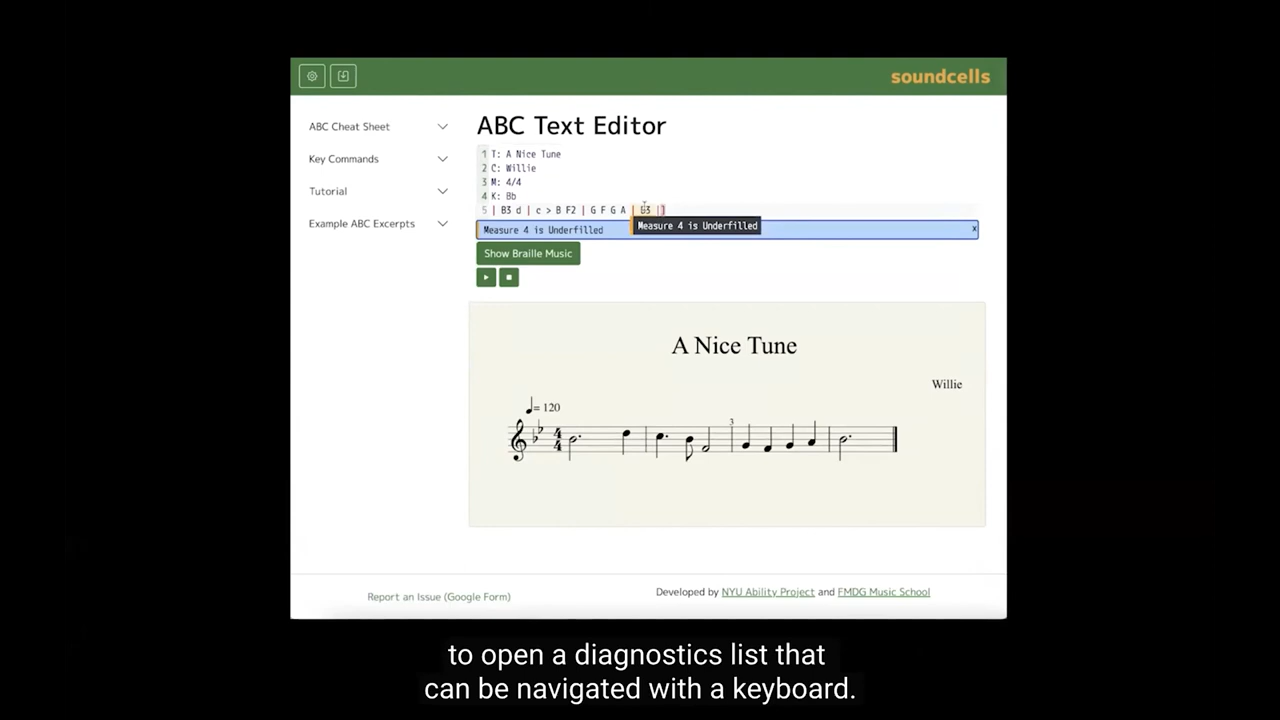 soundcells
ABC Cheat Sheet
Key Commands
Tutorial
Example ABC Excerpts
ABC Text Editor
1 T: A Nice Tune
2 C: Willie
3 M: 4/4
4 K: Bb
5 | B3 d | c > B F2 | G F G A | B3 |]
Measure 4 is Underfilled
Measure 4 is Underfilled
x
Show Braille Music
A Nice Tune
Willie
♩= 120
4
4
3
Report an Issue (Google Form)
Developed by NYU Ability Project and FMDG Music School
to open a diagnostics list that
can be navigated with a keyboard.